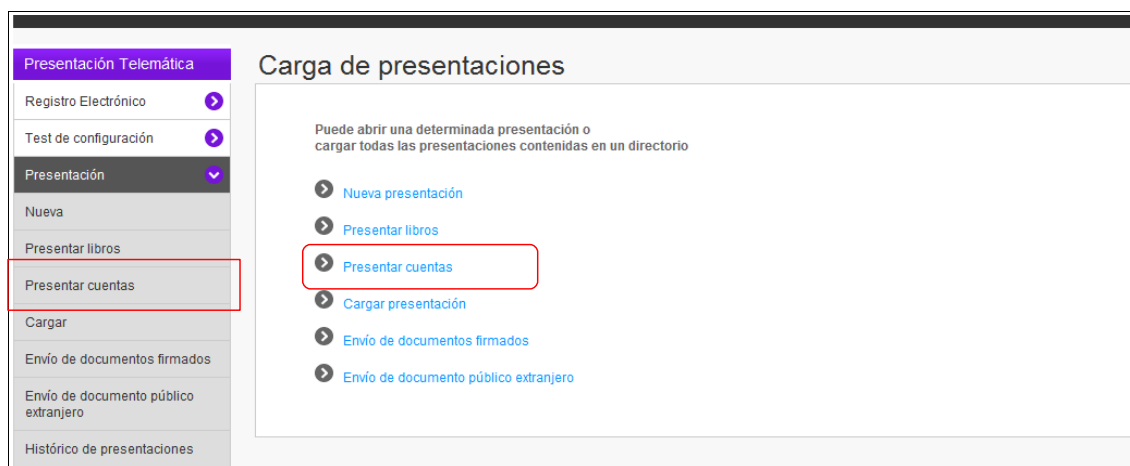 Presentación Telemática
Registro Electrónico
Test de configuración
Presentación
Nueva
Presentar libros
Presentar cuentas
Cargar
Envío de documentos firmados
Envío de documento público
extranjero
Histórico de presentaciones
Carga de presentaciones
Puede abrir una determinada presentación o
cargar todas las presentaciones contenidas en un directorio
Nueva presentación
Presentar libros
Presentar cuentas
Cargar presentación
Envío de documentos firmados
Envío de documento público extranjero